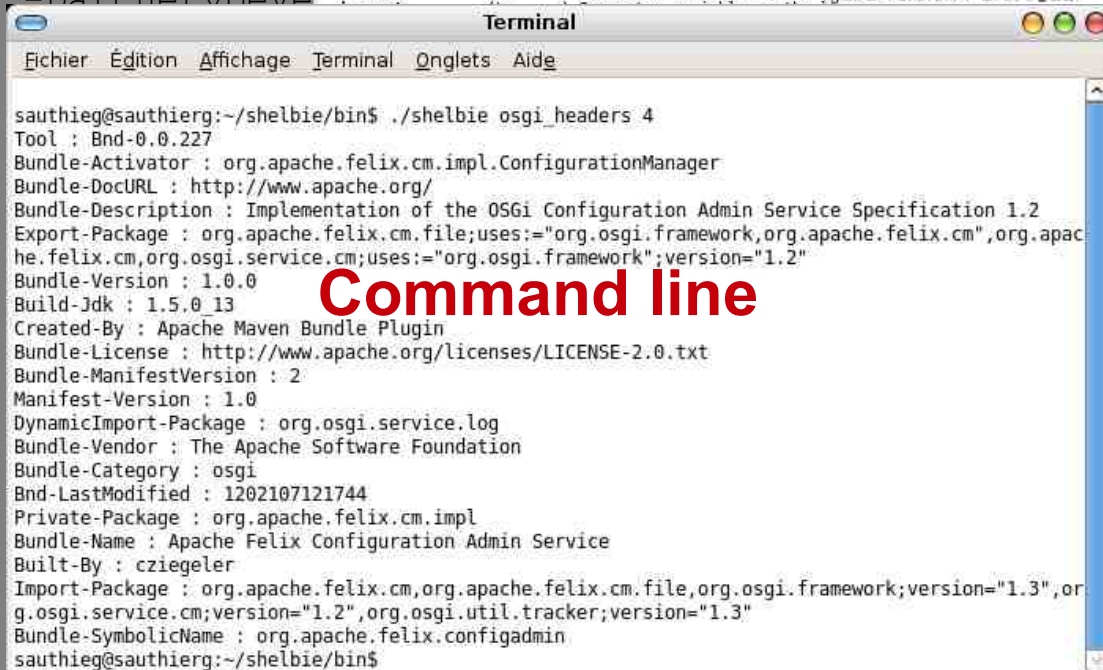 Terminal
Fichier Édition Affichage Terminal Onglets Aide
sauthieg@sauthierg:~/shelbie/bin$ ./shelbie osgi_headers 4
Tool : Bnd-0.0.227
Bundle-Activator : org.apache.felix.cm.impl.ConfigurationManager
Bundle-DocURL : http://www.apache.org/
Bundle-Description : Implementation of the OSGi Configuration Admin Service Specification 1.2
Export-Package : org.apache.felix.cm.file;uses:="org.osgi.framework,org.apache.felix.cm",org.apac
he.felix.cm,org.osgi.service.cm;uses:="org.osgi.framework";version="1.2"
Bundle-Version : 1.0.0
Command line
Build-Jdk : 1.5.0_13
Created-By : Apache Maven Bundle Plugin
Bundle-License : http://www.apache.org/licenses/LICENSE-2.0.txt
Bundle-ManifestVersion : 2
Manifest-Version : 1.0
DynamicImport-Package : org.osgi.service.log
Bundle-Vendor : The Apache Software Foundation
Bundle-Category : osgi
Bnd-LastModified : 1202107121744
Private-Package : org.apache.felix.cm.impl
Bundle-Name : Apache Felix Configuration Admin Service
Built-By : cziegeler
Import-Package : org.apache.felix.cm,org.apache.felix.cm.file,org.osgi.framework;version="1.3",or
g.osgi.service.cm;version="1.2",org.osgi.util.tracker;version="1.3"
Bundle-SymbolicName : org.apache.felix.configadmin
sauthieg@sauthierg:~/shelbie/bin$